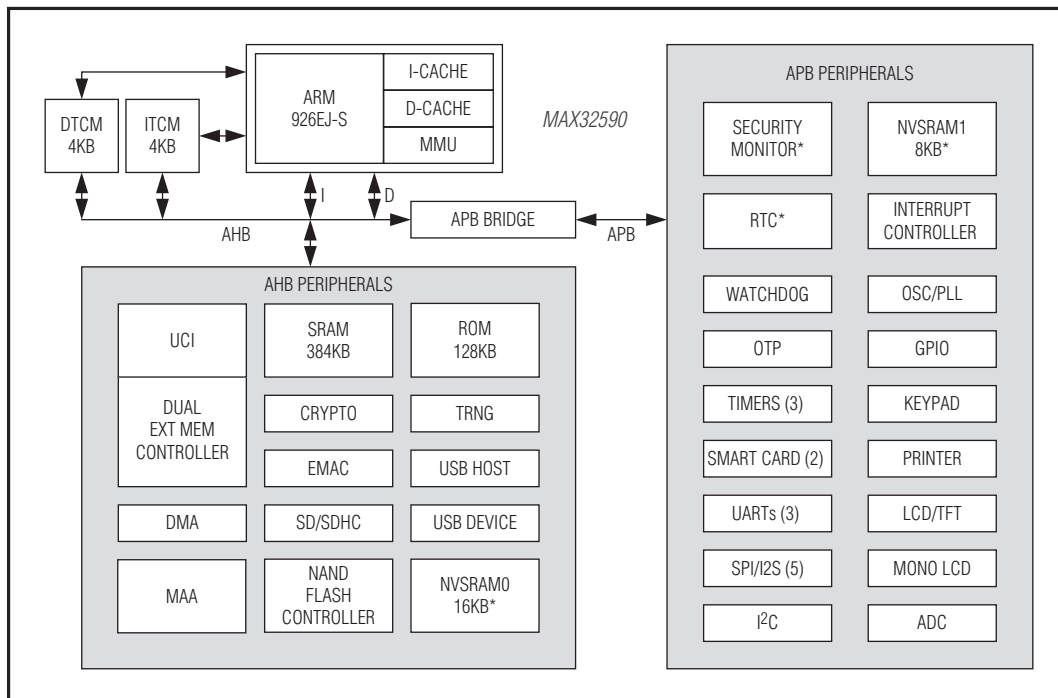 I-CACHE
ARM
926EJ-S
D-CACHE
MMU
MAX32590
DTCM
4KB
ITCM
4KB
I
D
AHB
APB BRIDGE
APB
AHB PERIPHERALS
UCI
SRAM
384KB
ROM
128KB
DUAL
EXT MEM
CONTROLLER
CRYPTO
TRNG
EMAC
USB HOST
DMA
SD/SDHC
USB DEVICE
MAA
NAND
FLASH
CONTROLLER
NVSRAM0
16KB*
APB PERIPHERALS
SECURITY
MONITOR*
NVSRAM1
8KB*
RTC*
INTERRUPT
CONTROLLER
WATCHDOG
OSC/PLL
OTP
GPIO
TIMERS (3)
KEYPAD
SMART CARD (2)
PRINTER
UARTs (3)
LCD/TFT
SPI/I2S (5)
MONO LCD
I²C
ADC